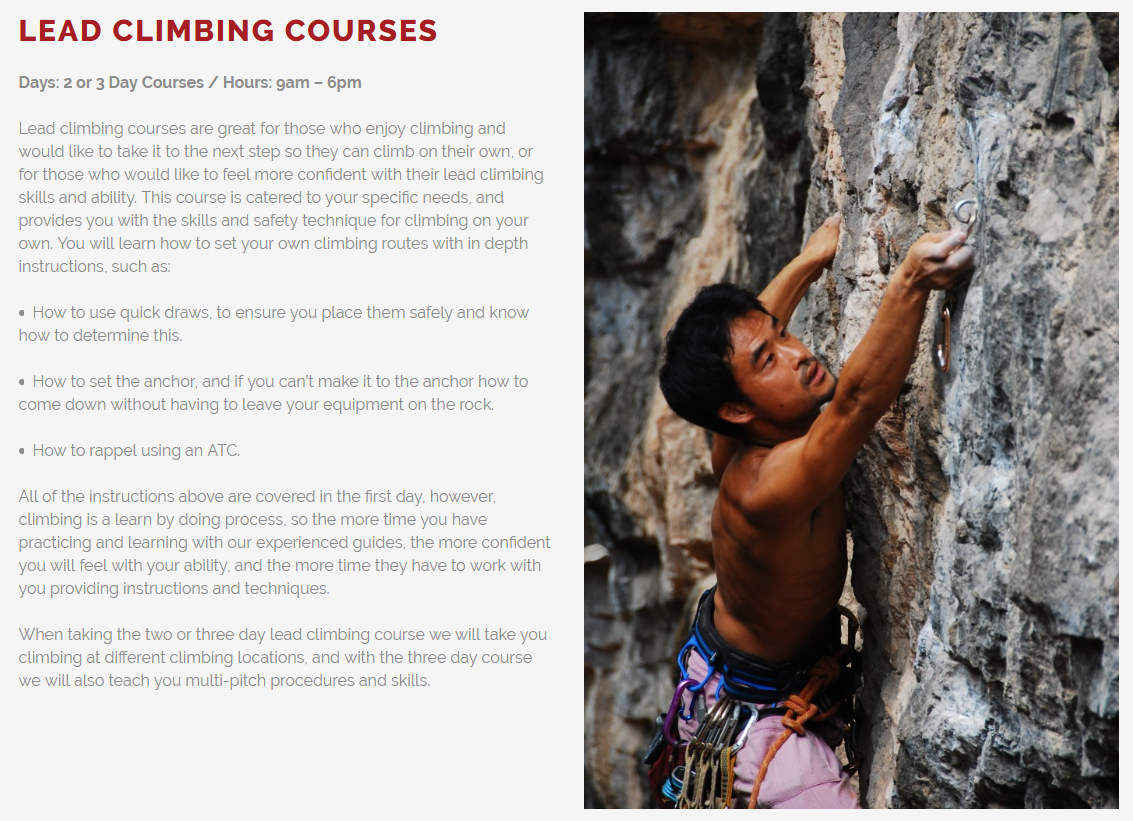 LEAD CLIMBING COURSES
Days: 2 or 3 Day Courses / Hours: 9am – 6pm
Lead climbing courses are great for those who enjoy climbing and
would like to take it to the next step so they can climb on their own, or
for those who would like to feel more confident with their lead climbing
skills and ability. This course is catered to your specific needs, and
provides you with the skills and safety technique for climbing on your
own. You will learn how to set your own climbing routes with in depth
instructions, such as:
• How to use quick draws, to ensure you place them safely and know
how to determine this.
• How to set the anchor, and if you can't make it to the anchor how to
come down without having to leave your equipment on the rock.
• How to rappel using an ATC.
All of the instructions above are covered in the first day, however,
climbing is a learn by doing process, so the more time you have
practicing and learning with our experienced guides, the more confident
you will feel with your ability, and the more time they have to work with
you providing instructions and techniques.
When taking the two or three day lead climbing course we will take you
climbing at different climbing locations, and with the three day course
we will also teach you multi-pitch procedures and skills.